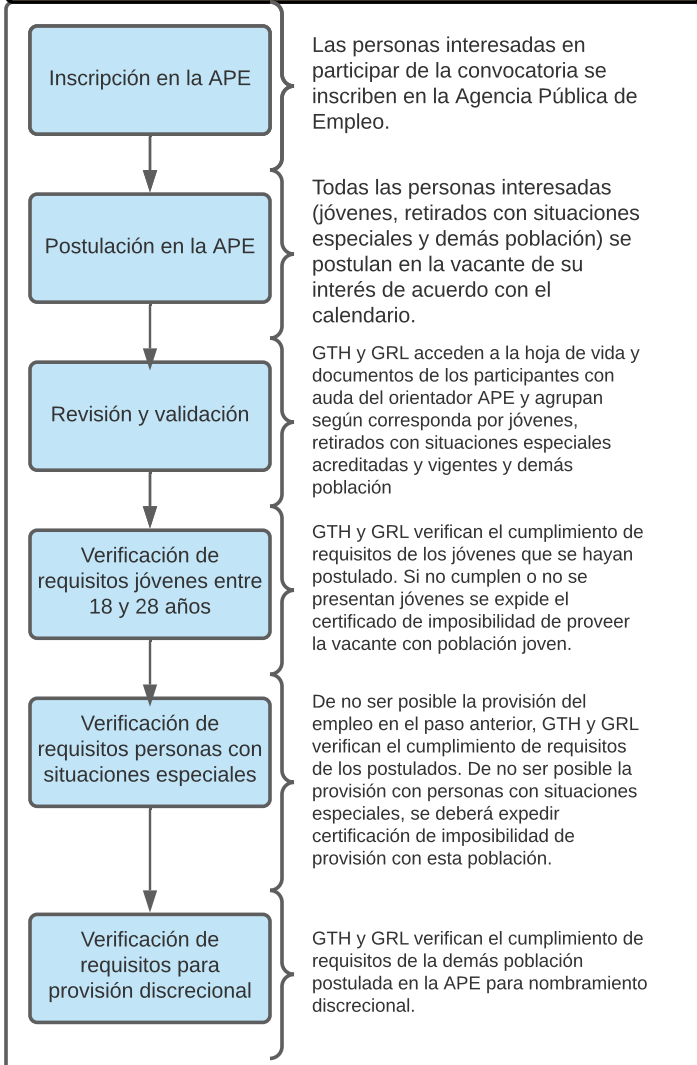 Inscripción en la APE
Las personas interesadas en
participar de la convocatoria se
inscriben en la Agencia Pública de
Empleo.
Postulación en la APE
Todas las personas interesadas
(jóvenes, retirados con situaciones
especiales y demás población) se
postulan en la vacante de su
interés de acuerdo con el
calendario.
Revisión y validación
GTH y GRL acceden a la hoja de vida y
documentos de los participantes con
auda del orientador APE y agrupan
según corresponda por jóvenes,
retirados con situaciones especiales
acreditadas y vigentes y demás
población
Verificación de
requisitos jóvenes entre
18 y 28 años
GTH y GRL verifican el cumplimiento de
requisitos de los jóvenes que se hayan
postulado. Si no cumplen o no se
presentan jóvenes se expide el
certificado de imposibilidad de proveer
la vacante con población joven.
Verificación de
requisitos personas con
situaciones especiales
De no ser posible la provisión del
empleo en el paso anterior, GTH y GRL
verifican el cumplimiento de requisitos
de los postulados. De no ser posible la
provisión con personas con situaciones
especiales, se deberá expedir
certificación de imposibilidad de
provisión con esta población.
Verificación de
requisitos para
provisión discrecional
GTH y GRL verifican el cumplimiento de
requisitos de la demás población
postulada en la APE para nombramiento
discrecional.